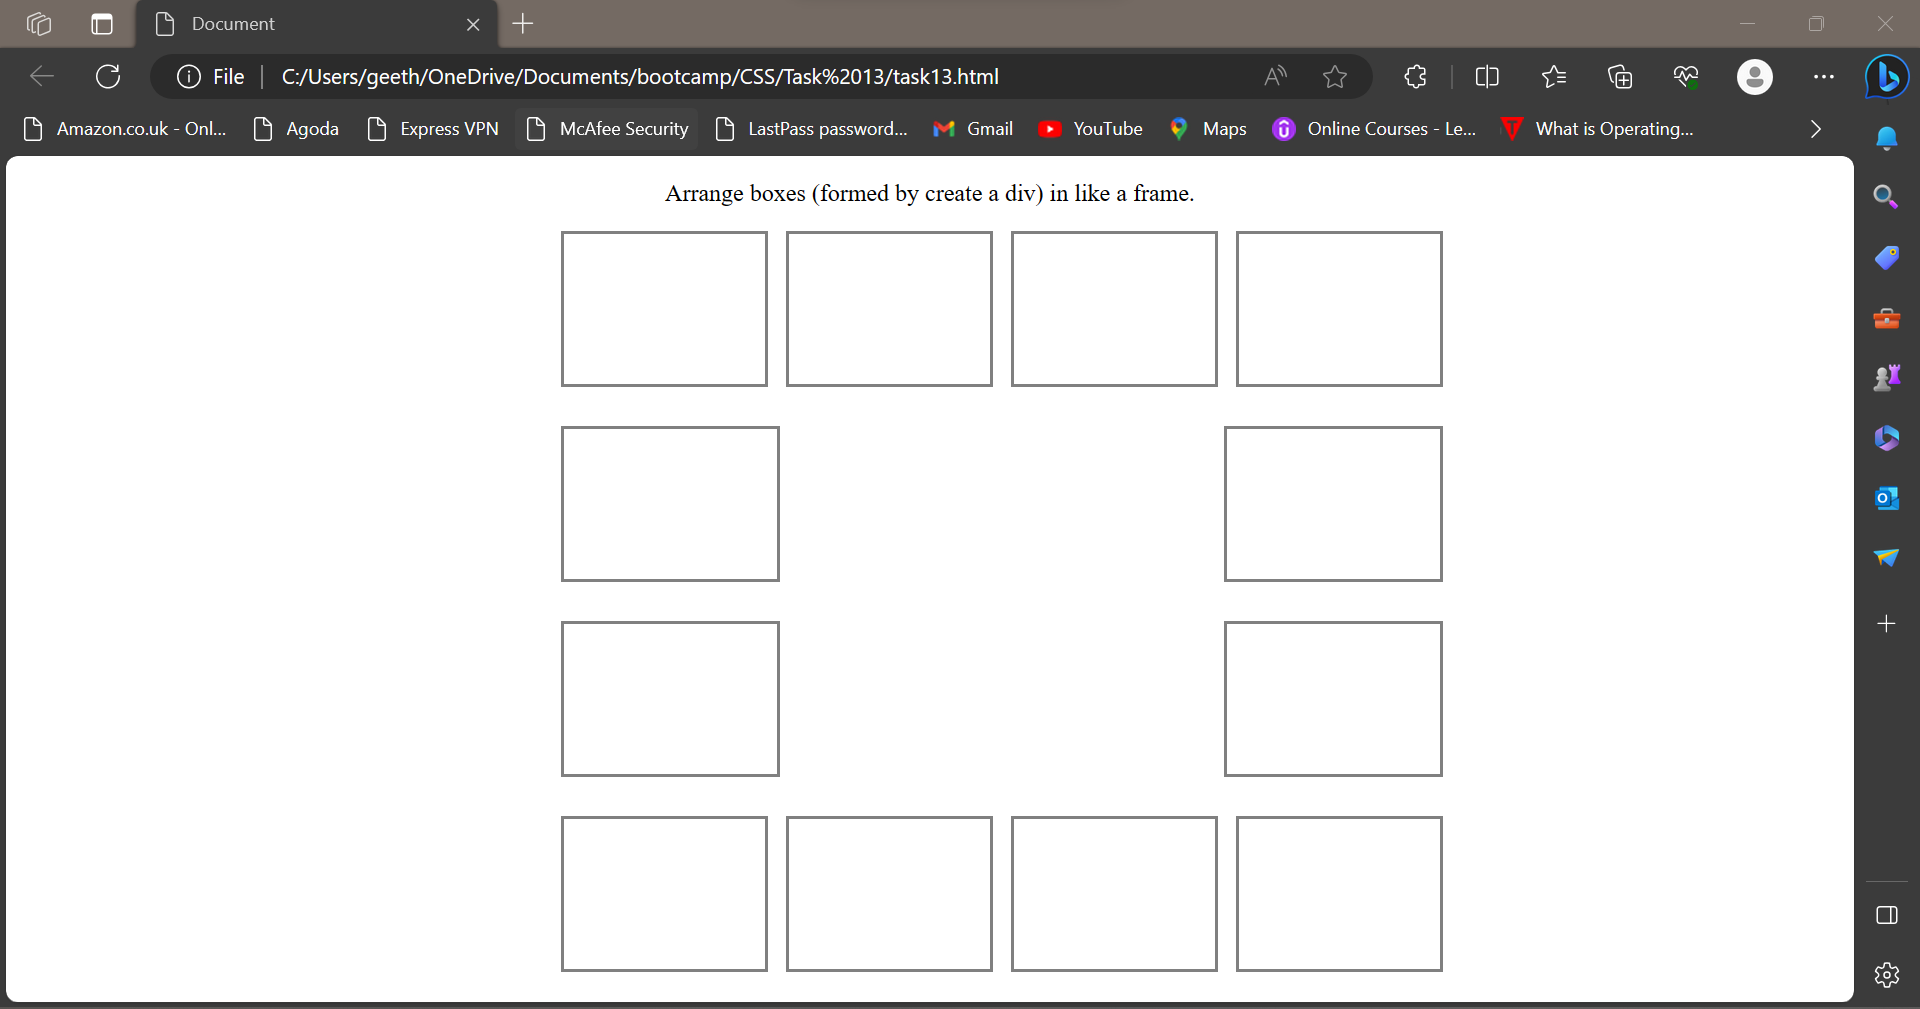 Document
File
C:/Users/geeth/OneDrive/Documents/bootcamp/CSS/Task%2013/task13.html
Amazon.co.uk - Onl... Agoda Express VPN McAfee Security LastPass password... Gmail YouTube Maps Online Courses - Le... What is Operating...
Arrange boxes (formed by create a div) in like a frame.